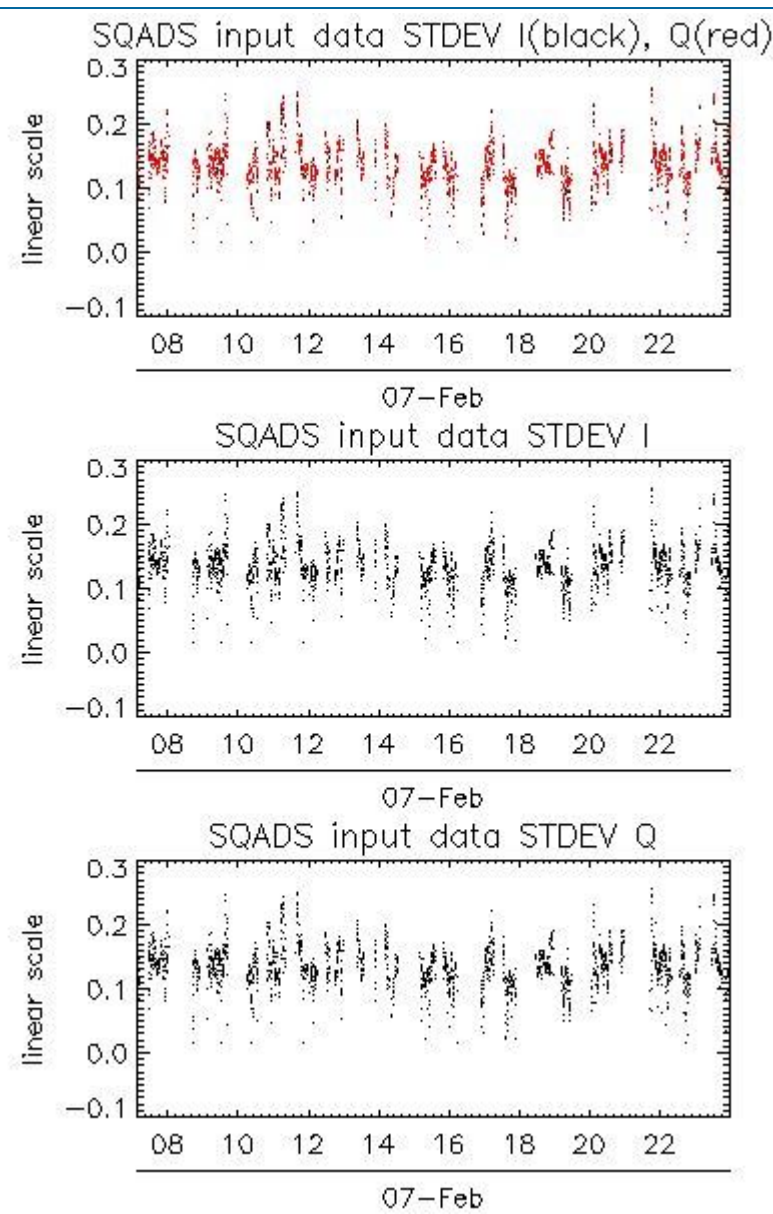 SQADS input data STDEV I(black), Q(red)
0.3
0.2
0.1
0.0
−0.1
linear scale
08 10 12 14 16 18 20 22
07−Feb
SQADS input data STDEV I
0.3
0.2
0.1
0.0
−0.1
linear scale
08 10 12 14 16 18 20 22
07−Feb
SQADS input data STDEV Q
0.3
0.2
0.1
0.0
−0.1
linear scale
08 10 12 14 16 18 20 22
07−Feb